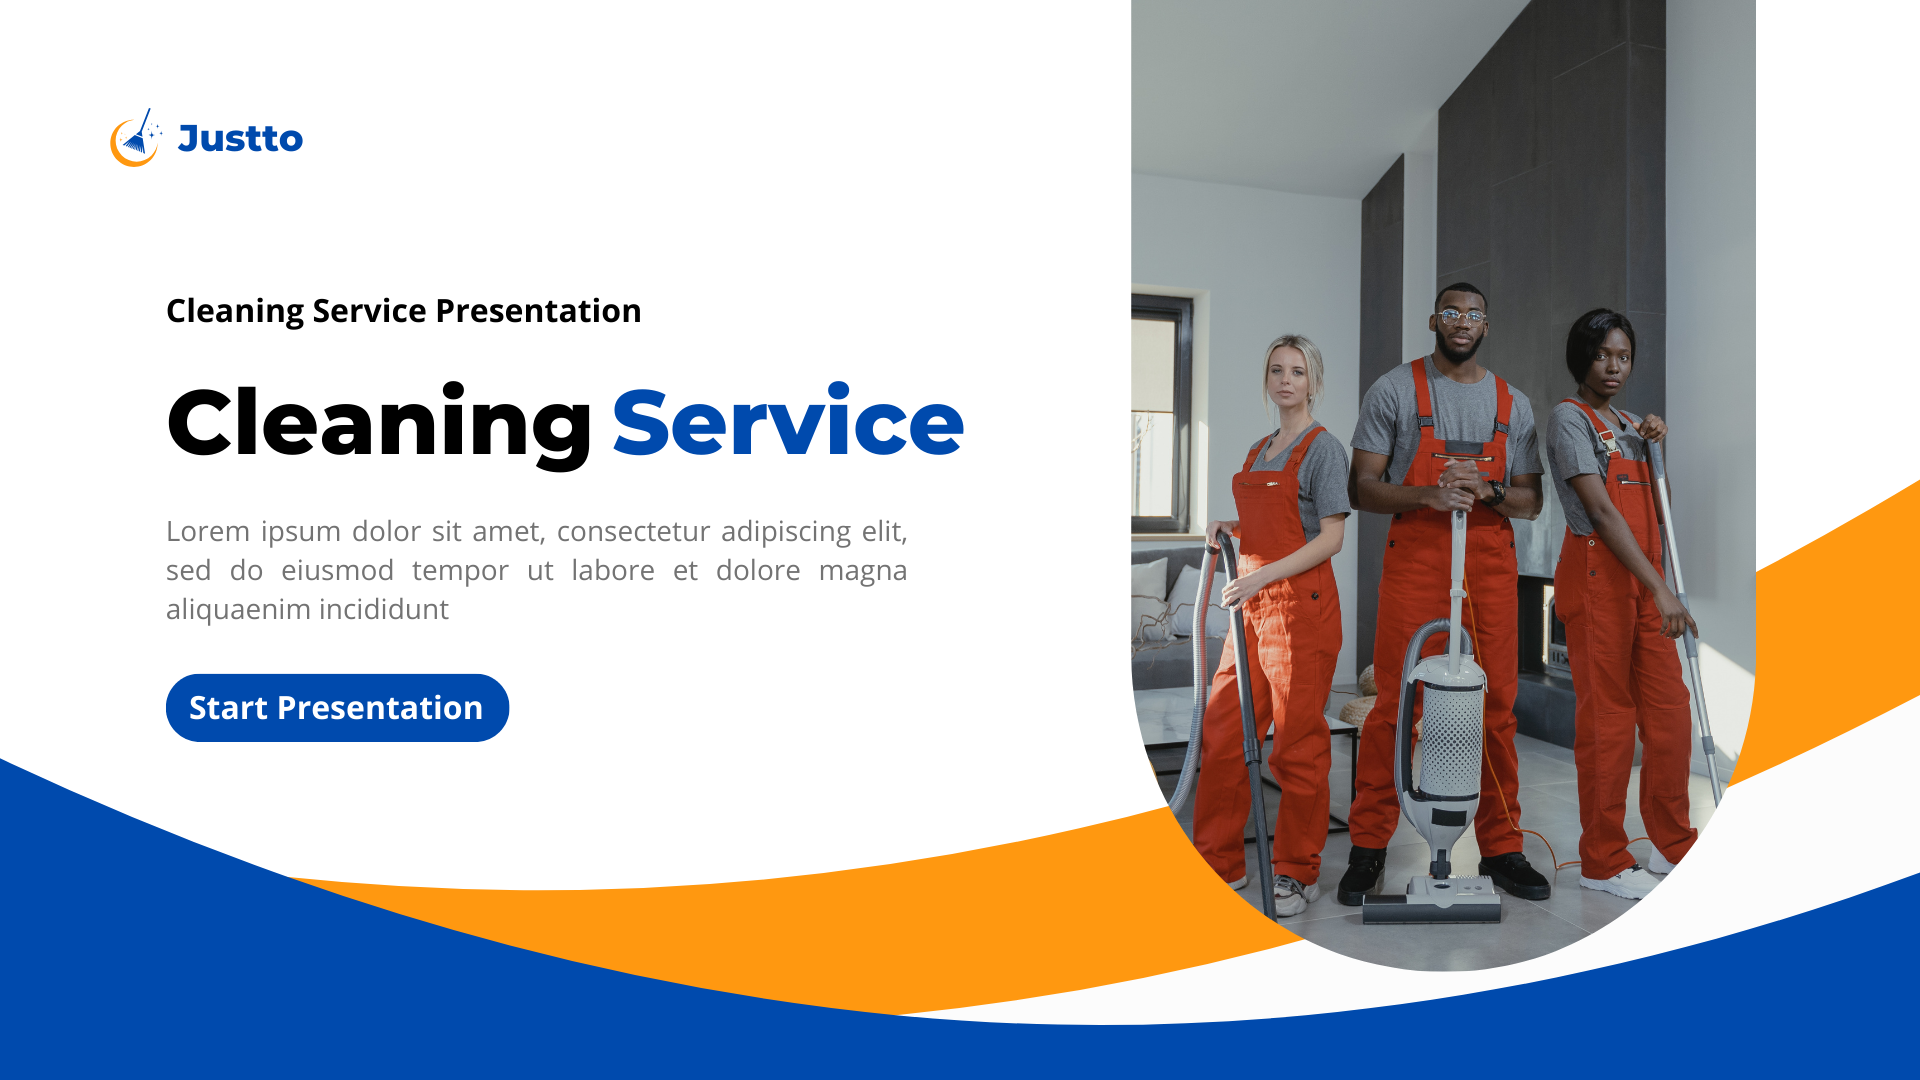 Justto
Cleaning Service Presentation
Cleaning Service
Lorem ipsum dolor sit amet, consectetur adipiscing elit,
sed do eiusmod tempor ut labore et dolore magna
aliquaenim incididunt
Start Presentation